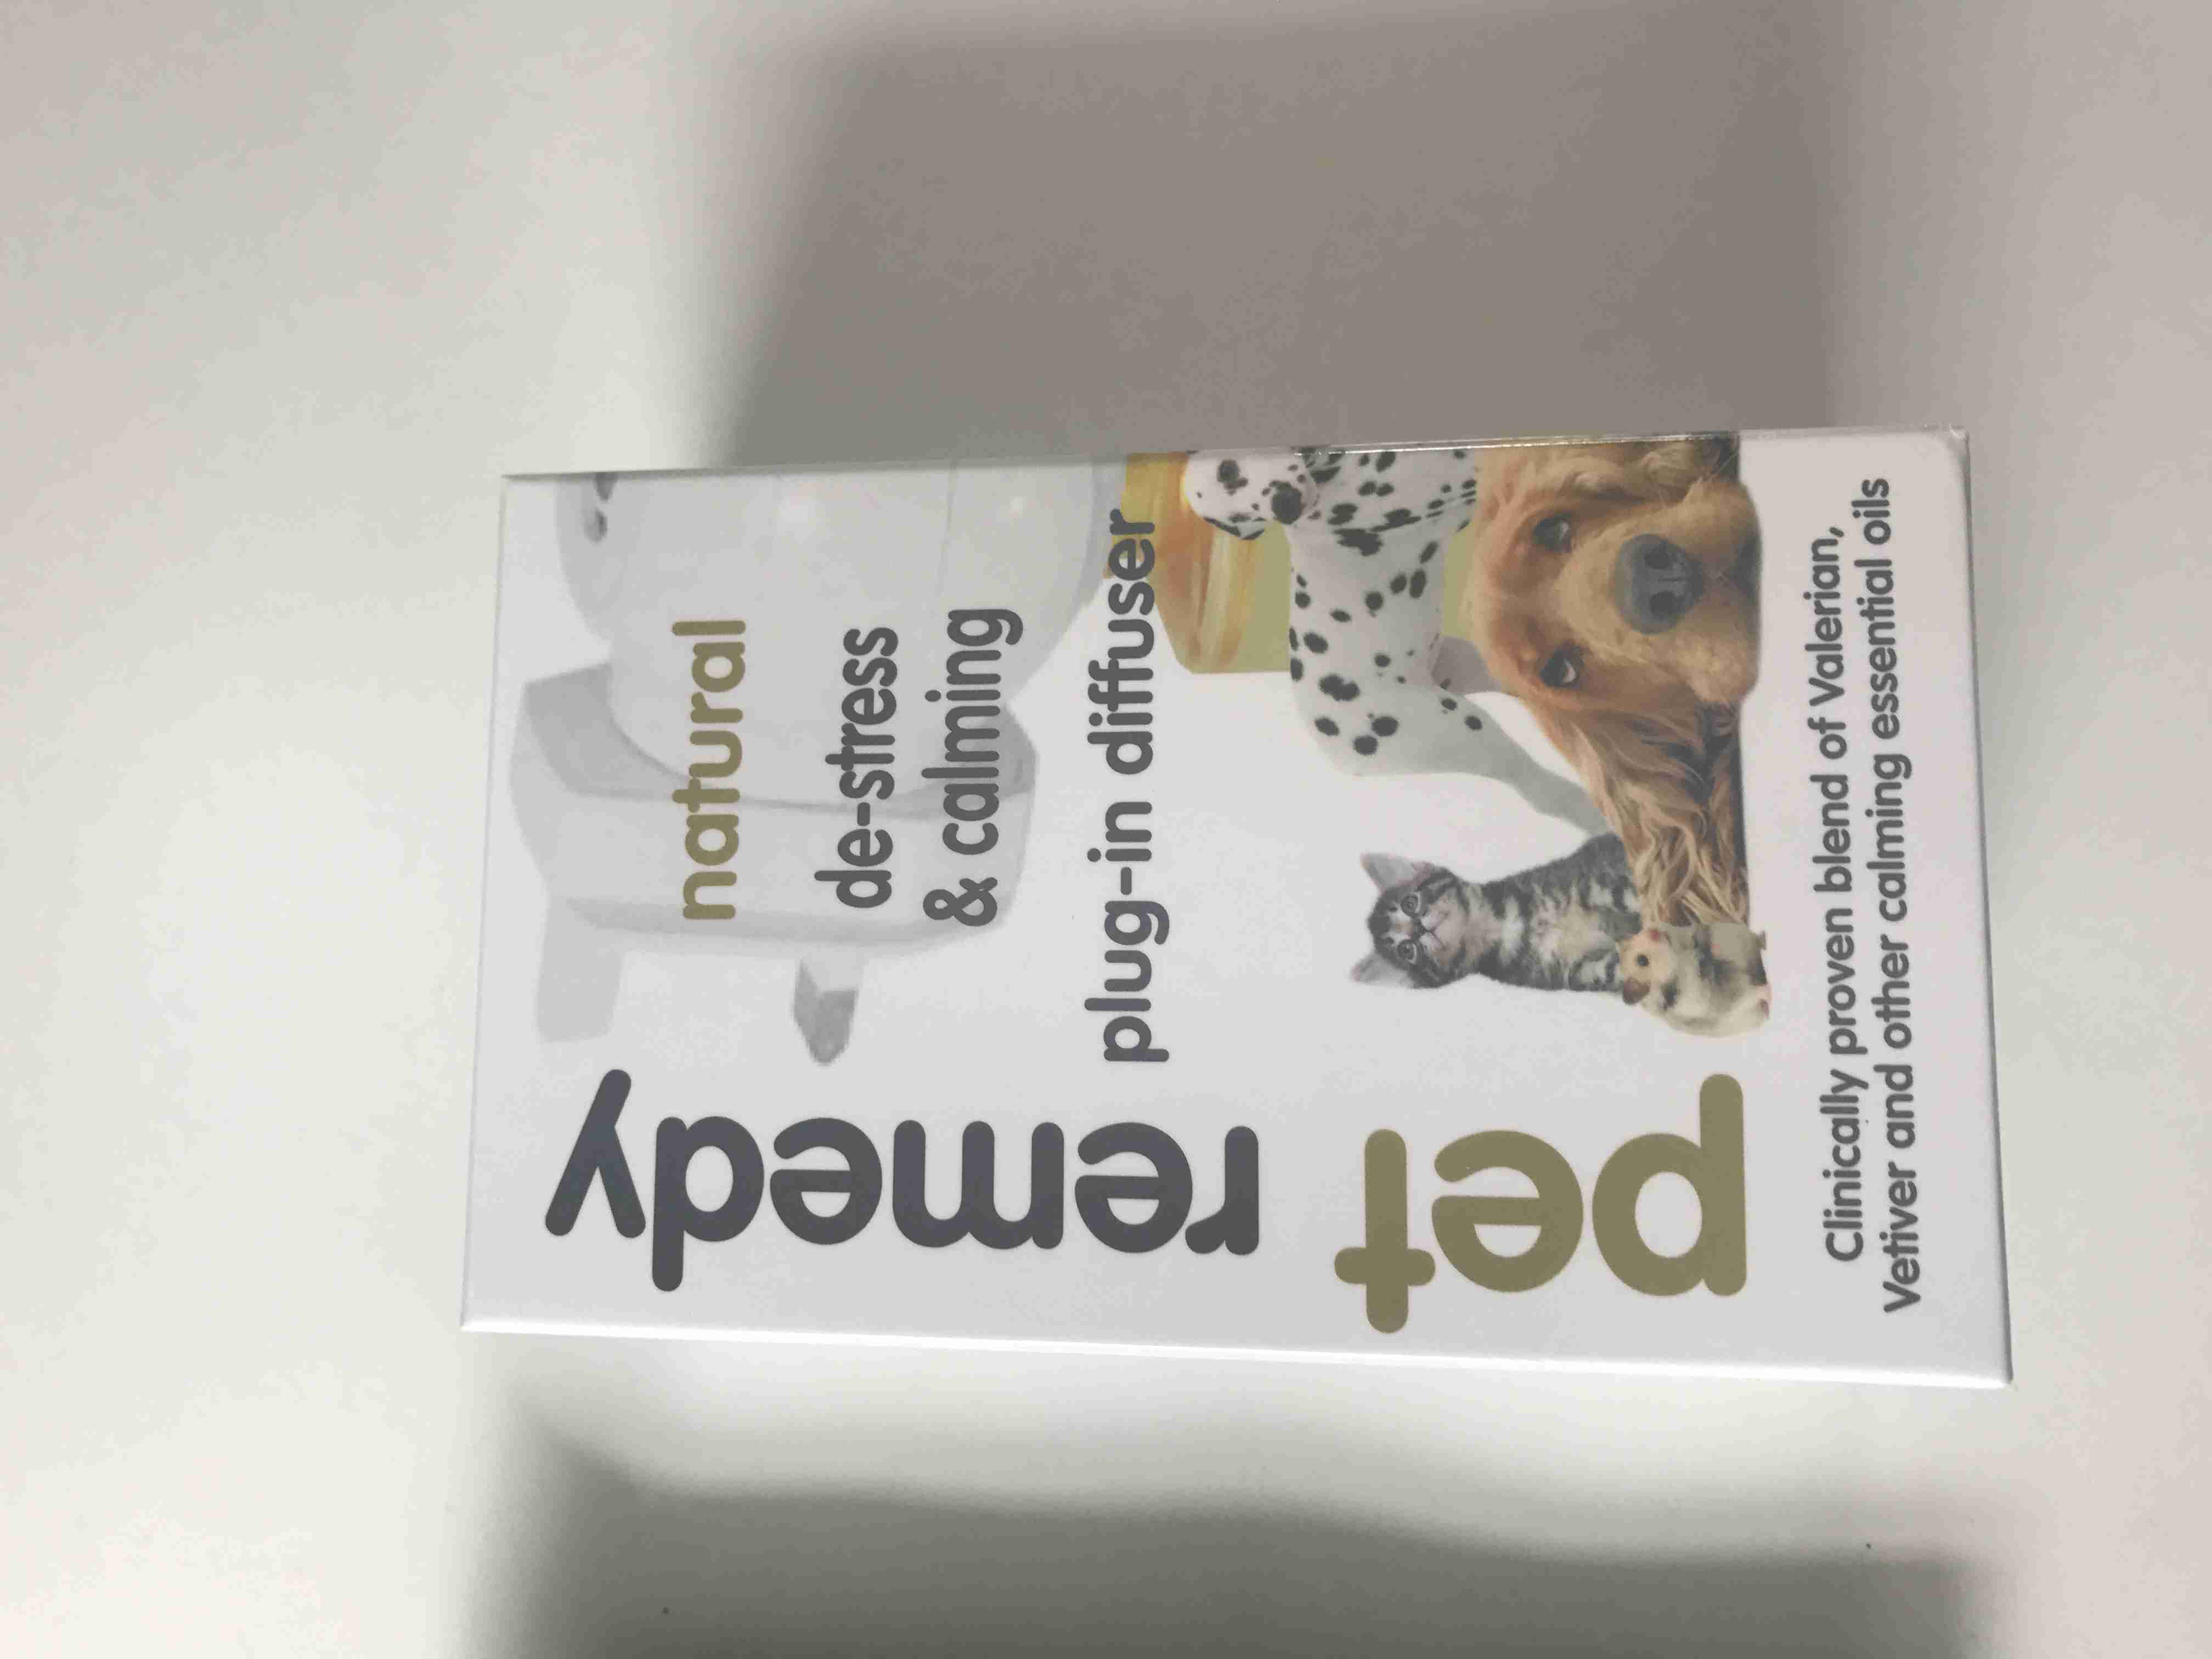 pet
remedy
natural
de-stress
& calming
plug-in diffuser
Clinically proven blend of Valerian,
Vetiver and other calming essential oils